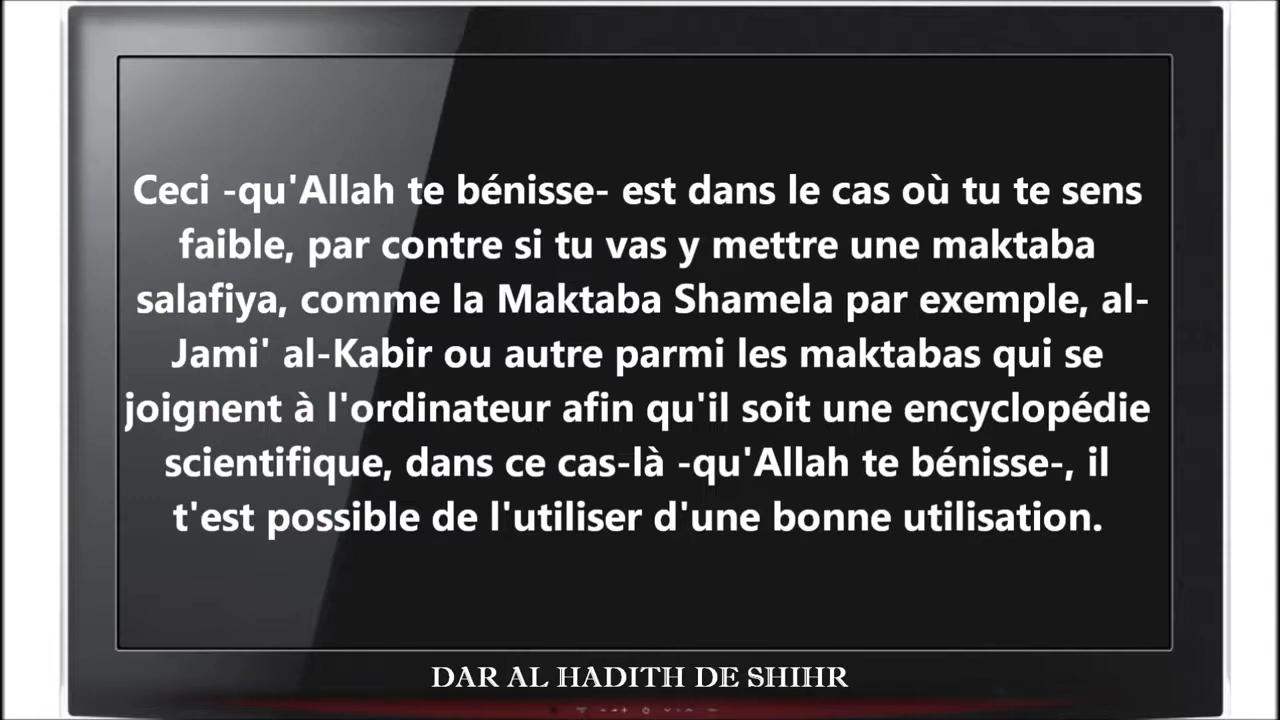 Ceci -qu'Allah te bénisse- est dans le cas où tu te sens
faible, par contre si tu vas y mettre une maktaba
salafiya, comme la Maktaba Shamela par exemple, al-
Jami' al-Kabir ou autre parmi les maktabas qui se
joignent à l'ordinateur afin qu'il soit une encyclopédie
scientifique, dans ce cas-là -qu'Allah te bénisse-, il
t'est possible de l'utiliser d'une bonne utilisation.
DAR AL HADITH DE SHIHR